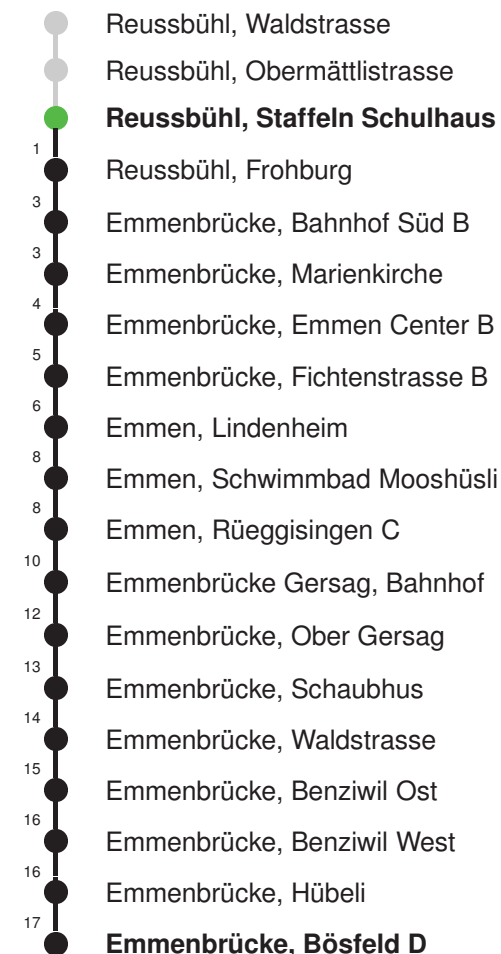 Reussbühl, Waldstrasse
Reussbühl, Obermättlistrasse
Reussbühl, Staffeln Schulhaus
1 Reussbühl, Frohburg
3 Emmenbrücke, Bahnhof Süd B
3 Emmenbrücke, Marienkirche
4 Emmenbrücke, Emmen Center B
5 Emmenbrücke, Fichtenstrasse B
6 Emmen, Lindenheim
8 Emmen, Schwimmbad Mooshüsli
8 Emmen, Rüeggisingen C
10 Emmenbrücke Gersag, Bahnhof
12 Emmenbrücke, Ober Gersag
13 Emmenbrücke, Schaubhus
14 Emmenbrücke, Waldstrasse
15 Emmenbrücke, Benziwil Ost
16 Emmenbrücke, Benziwil West
16 Emmenbrücke, Hübeli
17 Emmenbrücke, Bösfeld D